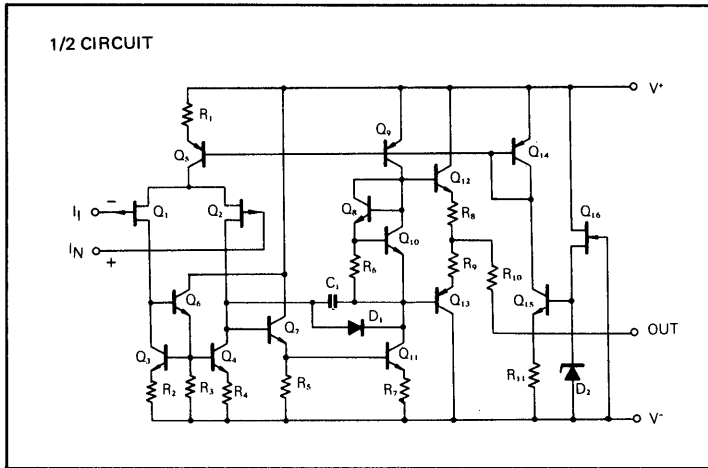 1/2 CIRCUIT
V+
R1
Q9
Q5
Q14
Q12
Q16
II
−
Q1
Q2
Q8
R8
IN
+
Q10
R6
R9
R10
Q6
C1
Q13
Q15
Q7
D1
OUT
Q3
Q4
Q11
R11
D2
R2
R3
R4
R5
R7
V-